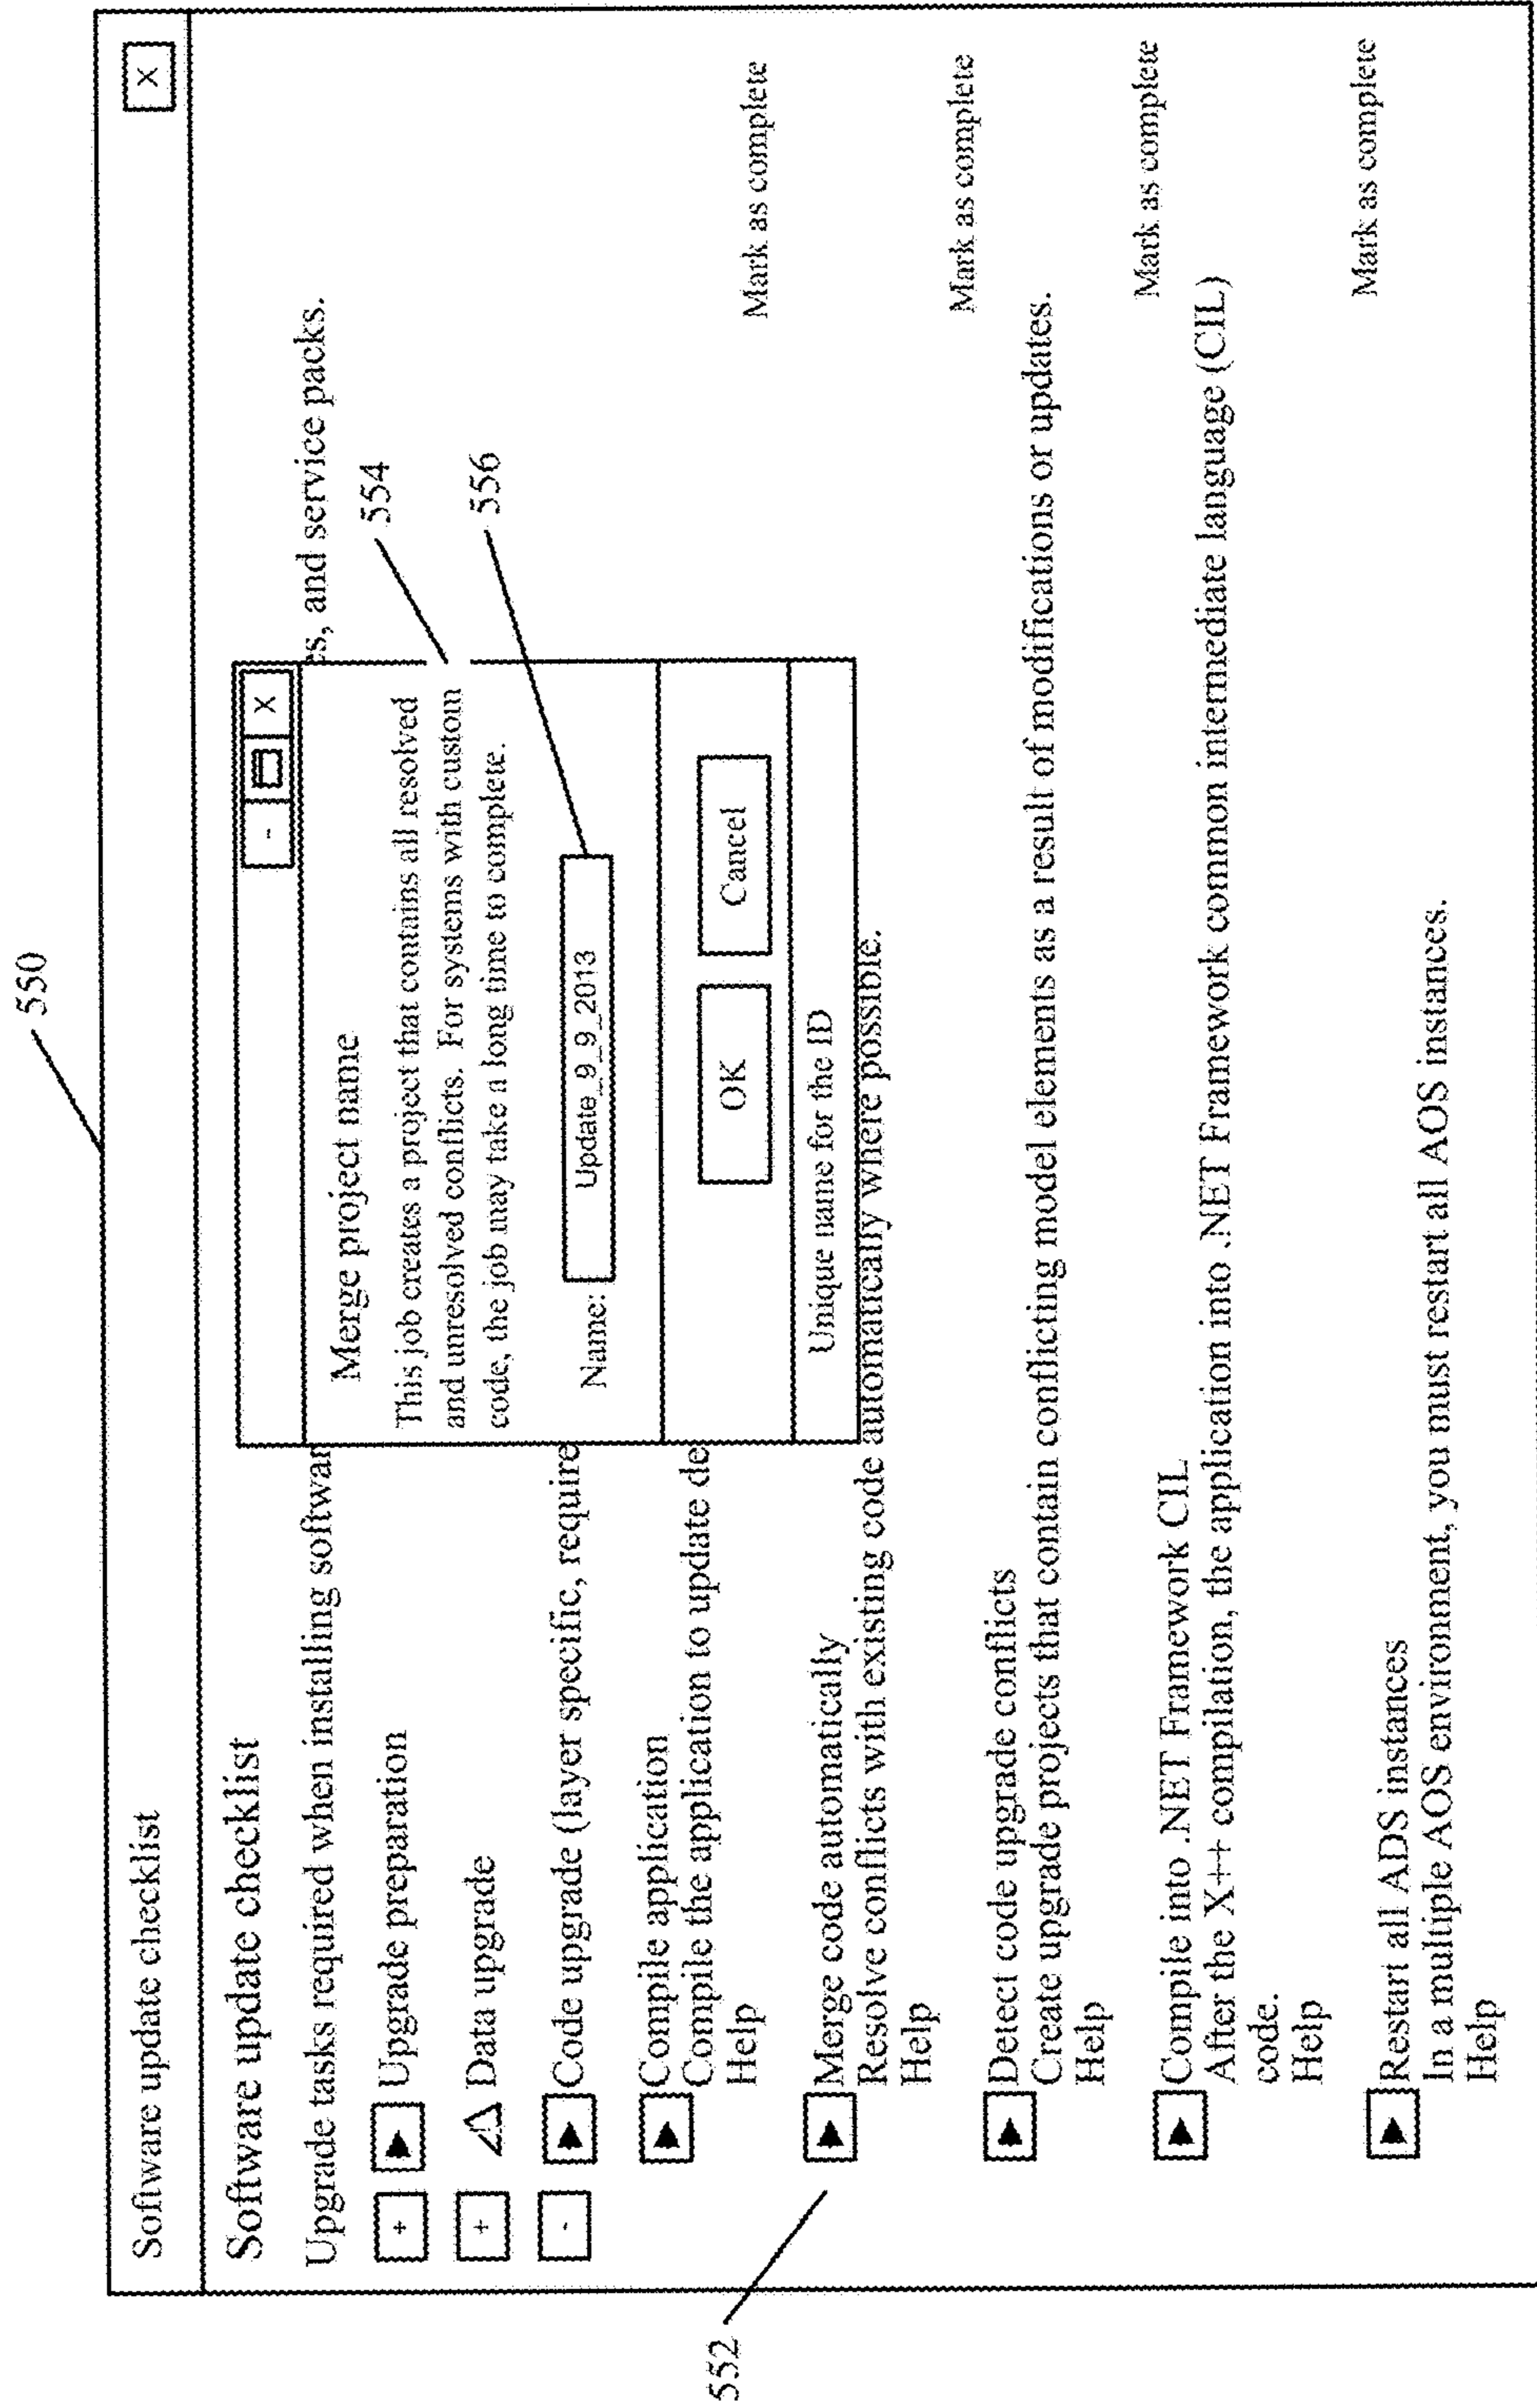 550
Software update checklist
X
Software update checklist
Upgrade tasks required when installing softwar
es, and service packs.
+ Upgrade preparation
+ Data upgrade
- Code upgrade (layer specific, require
Compile application
Compile the application to update de
Help
Mark as complete
552
Merge code automatically
Resolve conflicts with existing code automatically where possible.
Help
Mark as complete
Detect code upgrade conflicts
Create upgrade projects that contain conflicting model elements as a result of modifications or updates.
Help
Mark as complete
Compile into .NET Framework CIL
After the X++ compilation, the application into .NET Framework common intermediate language (CIL)
code.
Help
Mark as complete
Restart all ADS instances
In a multiple AOS environment, you must restart all AOS instances.
Help
- X
Merge project name
This job creates a project that contains all resolved
and unresolved conflicts. For systems with custom
code, the job may take a long time to complete.
554
Name: Update_9_9_2013
556
OK Cancel
Unique name for the ID